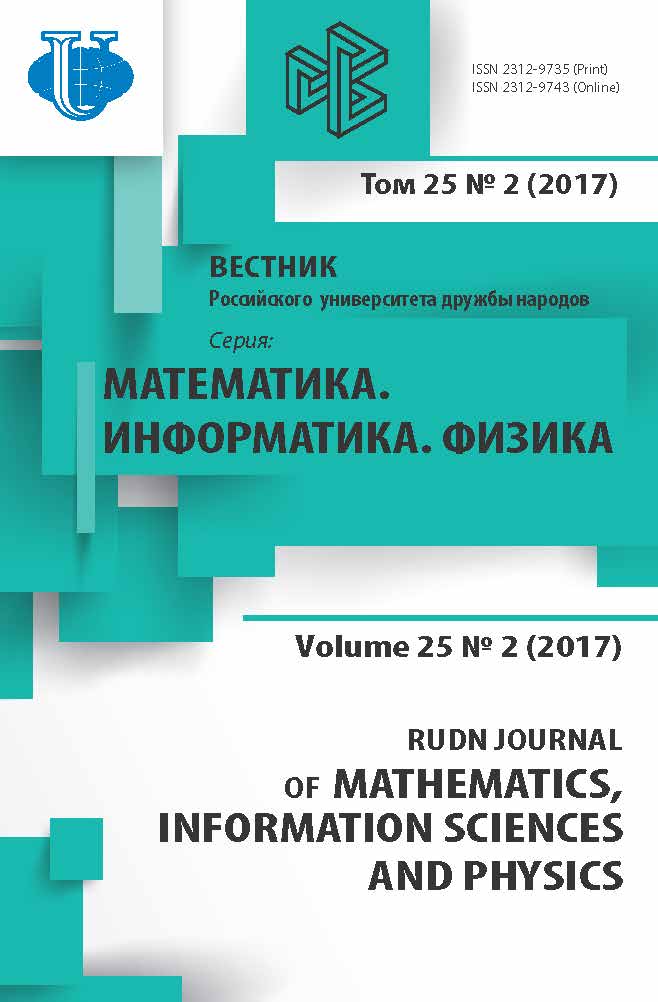 ISSN 2312-9735 (Print)
ISSN 2312-9743 (Online)
Том 25 № 2 (2017)
ВЕСТНИК
Российского университета дружбы народов
Серия:
МАТЕМАТИКА.
ИНФОРМАТИКА. ФИЗИКА
Volume 25 № 2 (2017)
RUDN JOURNAL
OF MATHEMATICS,
INFORMATION SCIENCES
AND PHYSICS